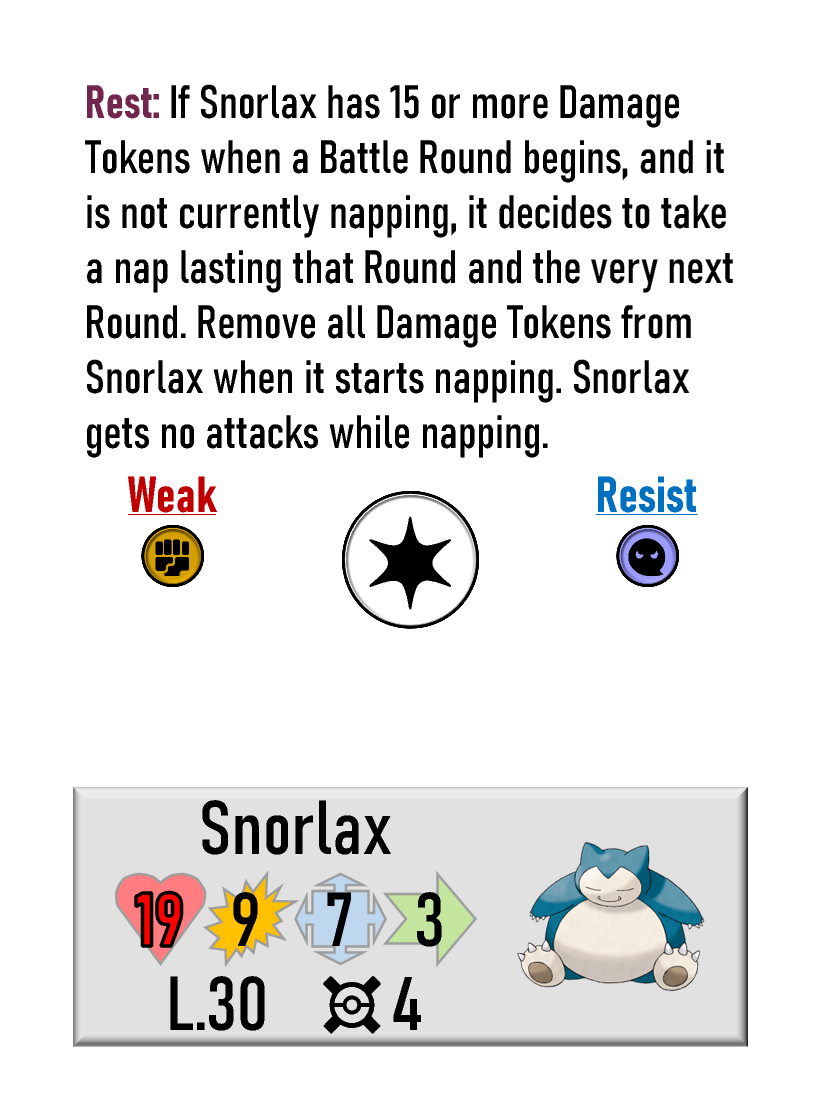 Rest: If Snorlax has 15 or more Damage
Tokens when a Battle Round begins, and it
is not currently napping, it decides to take
a nap lasting that Round and the very next
Round. Remove all Damage Tokens from
Snorlax when it starts napping. Snorlax
gets no attacks while napping.
Weak
Resist
Snorlax
19 9 7 3
L.30 4